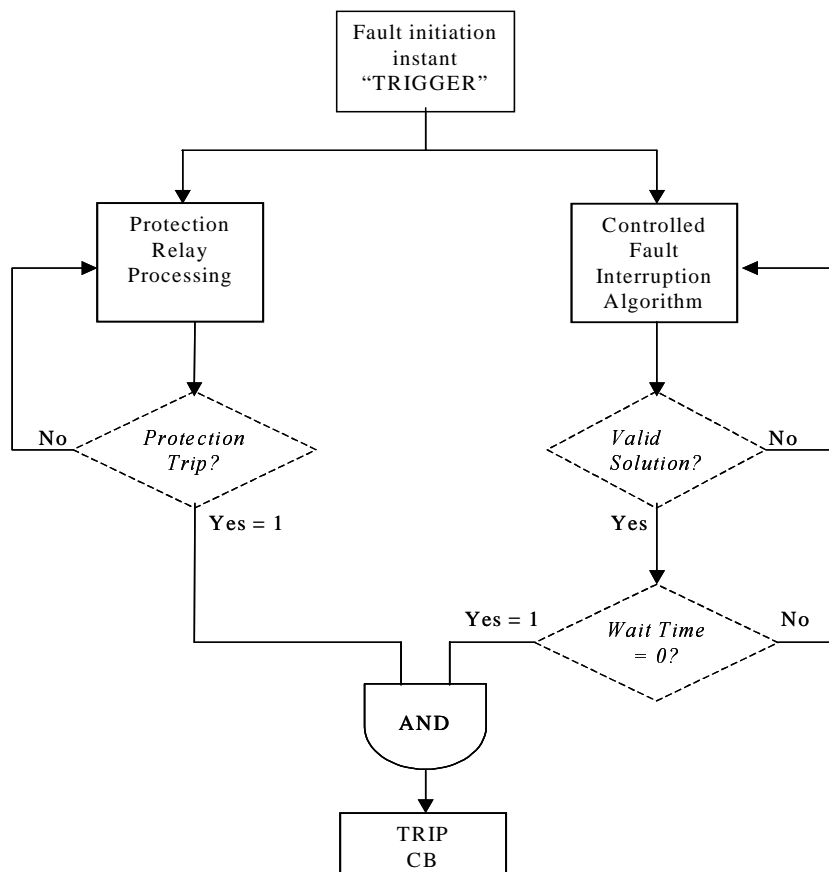 Fault initiation
instant
“TRIGGER”
Protection
Relay
Processing
Controlled
Fault
Interruption
Algorithm
No
Protection
Trip?
Valid
Solution?
No
Yes = 1
Yes
Yes = 1
Wait Time
= 0?
No
AND
TRIP
CB